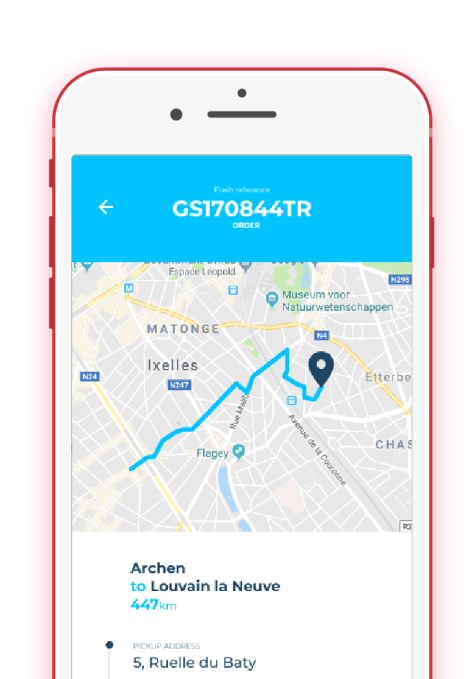 Flash reference
GS170844TR
ORDER
Espace Léopold
N295
Museum voor
Natuurwetenschappen
M
MATONGE
N4
Ixelles
N24
N247
Etterbe
Rue Malib
Avenue de la Couronne
Flagey
CHAS
R2
Archen
to Louvain la Neuve
447km
PICKUP ADDRESS
5, Ruelle du Baty